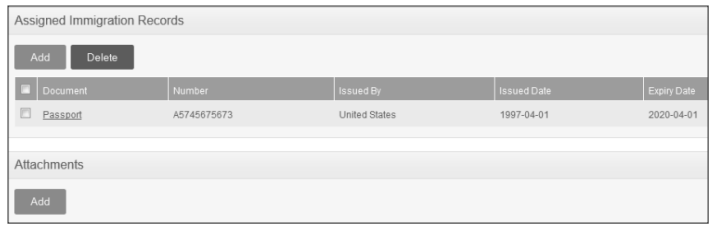 Assigned Immigration Records
Add Delete
Document Number Issued By Issued Date Expiry Date
Passport A5745675673 United States 1997-04-01 2020-04-01
Attachments
Add